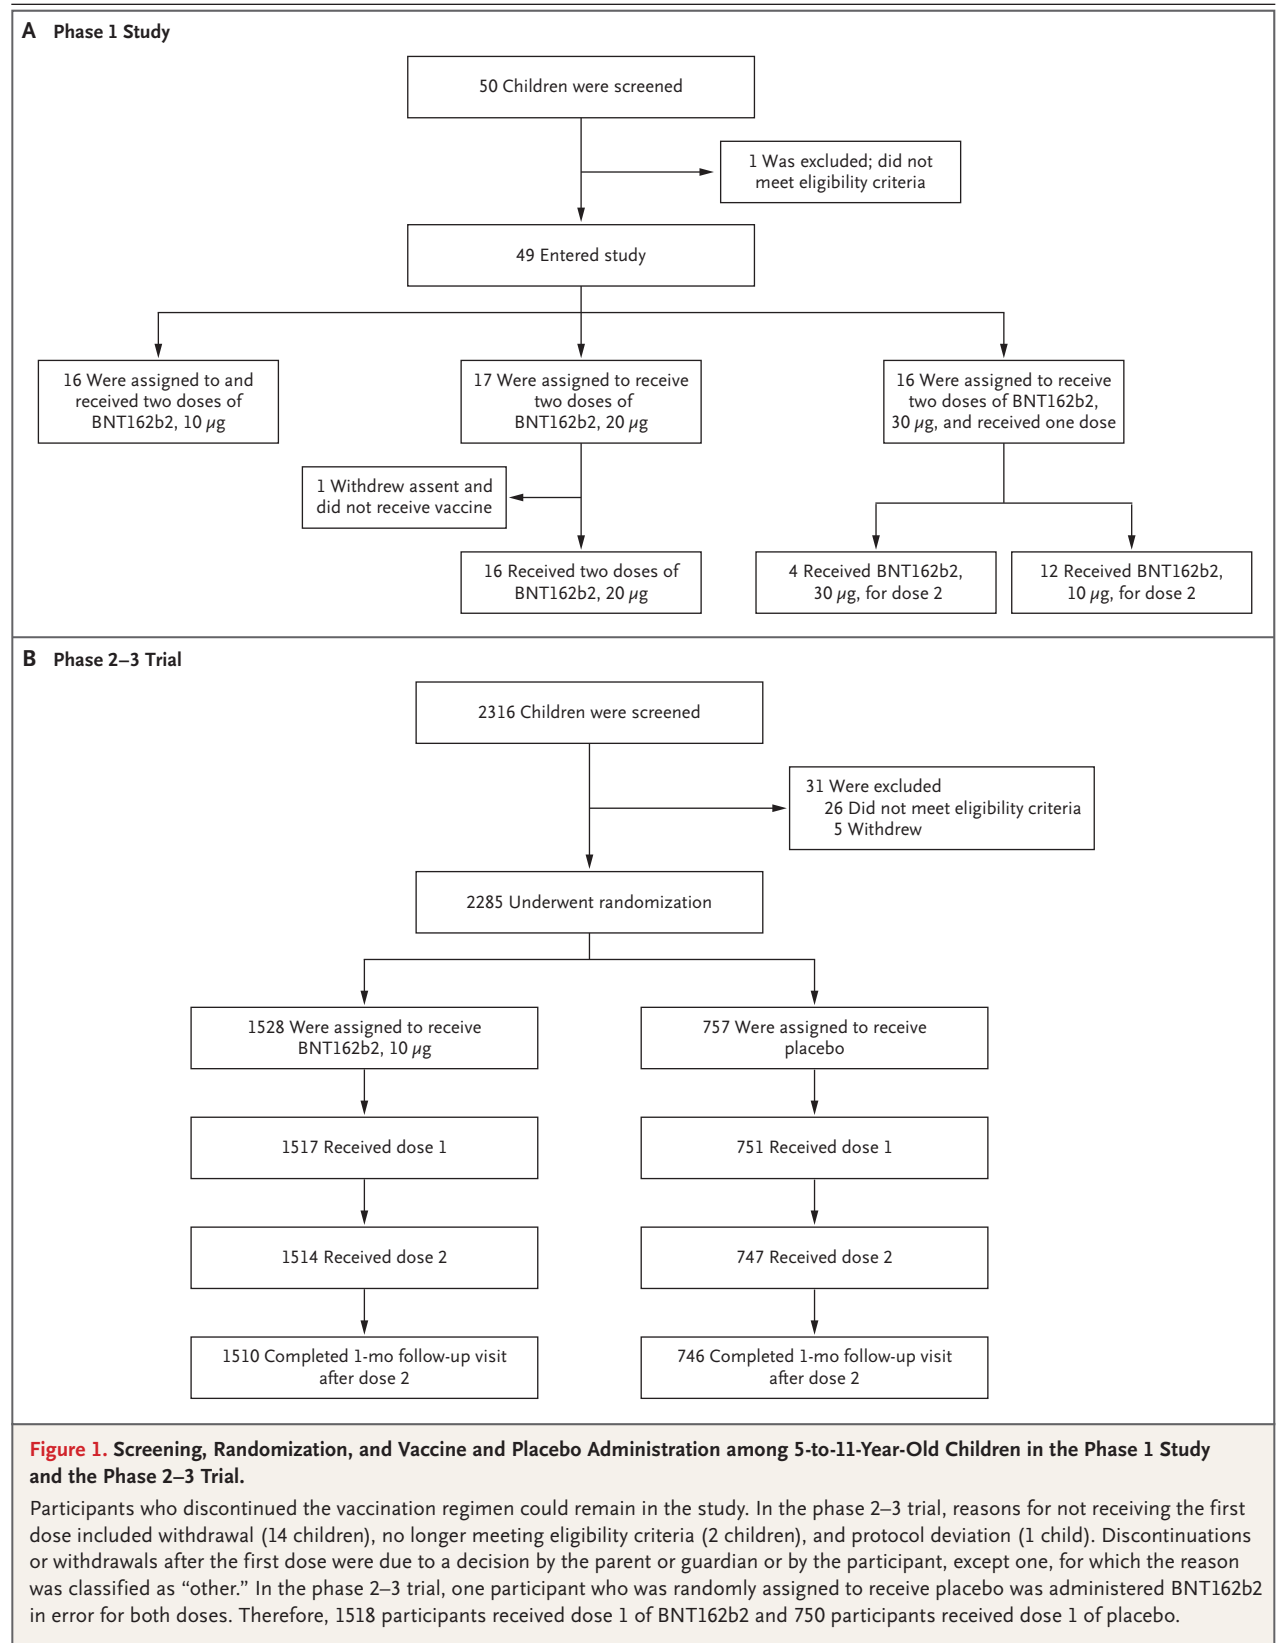 A Phase 1 Study
50 Children were screened
1 Was excluded; did not
meet eligibility criteria
49 Entered study
16 Were assigned to and
received two doses of
BNT162b2, 10 µg
17 Were assigned to receive
two doses of
BNT162b2, 20 µg
16 Were assigned to receive
two doses of BNT162b2,
30 µg, and received one dose
1 Withdrew assent and
did not receive vaccine
16 Received two doses of
BNT162b2, 20 µg
4 Received BNT162b2,
30 µg, for dose 2
12 Received BNT162b2,
10 µg, for dose 2
B Phase 2–3 Trial
2316 Children were screened
31 Were excluded
26 Did not meet eligibility criteria
5 Withdrew
2285 Underwent randomization
1528 Were assigned to receive
BNT162b2, 10 µg
757 Were assigned to receive
placebo
1517 Received dose 1
751 Received dose 1
1514 Received dose 2
747 Received dose 2
1510 Completed 1-mo follow-up visit
after dose 2
746 Completed 1-mo follow-up visit
after dose 2
Figure 1. Screening, Randomization, and Vaccine and Placebo Administration among 5-to-11-Year-Old Children in the Phase 1 Study
and the Phase 2–3 Trial.
Participants who discontinued the vaccination regimen could remain in the study. In the phase 2–3 trial, reasons for not receiving the first
dose included withdrawal (14 children), no longer meeting eligibility criteria (2 children), and protocol deviation (1 child). Discontinuations
or withdrawals after the first dose were due to a decision by the parent or guardian or by the participant, except one, for which the reason
was classified as “other.” In the phase 2–3 trial, one participant who was randomly assigned to receive placebo was administered BNT162b2
in error for both doses. Therefore, 1518 participants received dose 1 of BNT162b2 and 750 participants received dose 1 of placebo.